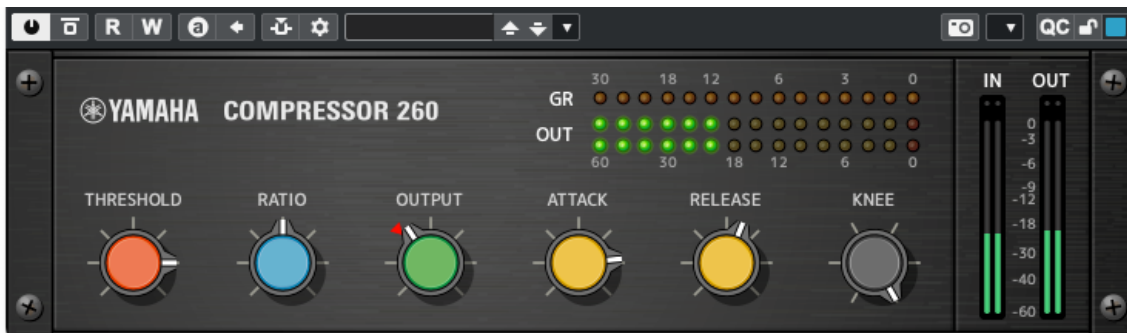 R W a QC
30 18 12 6 3 0
GR
OUT
60 30 18 12 6 0
YAMAHA COMPRESSOR 260
THRESHOLD RATIO OUTPUT ATTACK RELEASE KNEE
IN OUT
0
-3
-6
-9
-12
-18
-30
-40
-60